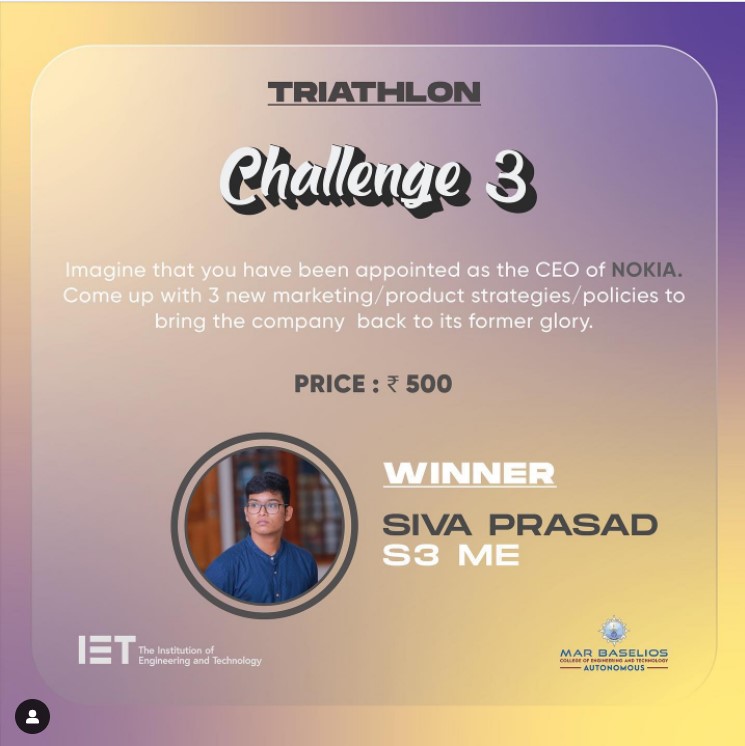 TRIATHLON
Challenge 3
Imagine that you have been appointed as the CEO of NOKIA.
Come up with 3 new marketing/product strategies/policies to
bring the company back to its former glory.
PRICE : ₹ 500
WINNER
SIVA PRASAD
S3 ME
IET The Institution of
Engineering and Technology
MAR BASELIOS
COLLEGE OF ENGINEERING AND TECHNOLOGY
AUTONOMOUS